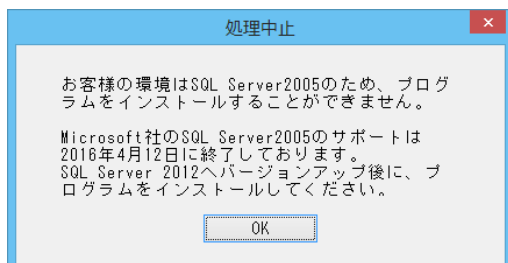 処理中止
お客様の環境はSQL Server2005のため、プログ
ラムをインストールすることができません。
Microsoft社のSQL Server2005のサポートは
2016年4月12日に終了しております。
SQL Server 2012へバージョンアップ後に、プ
ログラムをインストールしてください。
OK